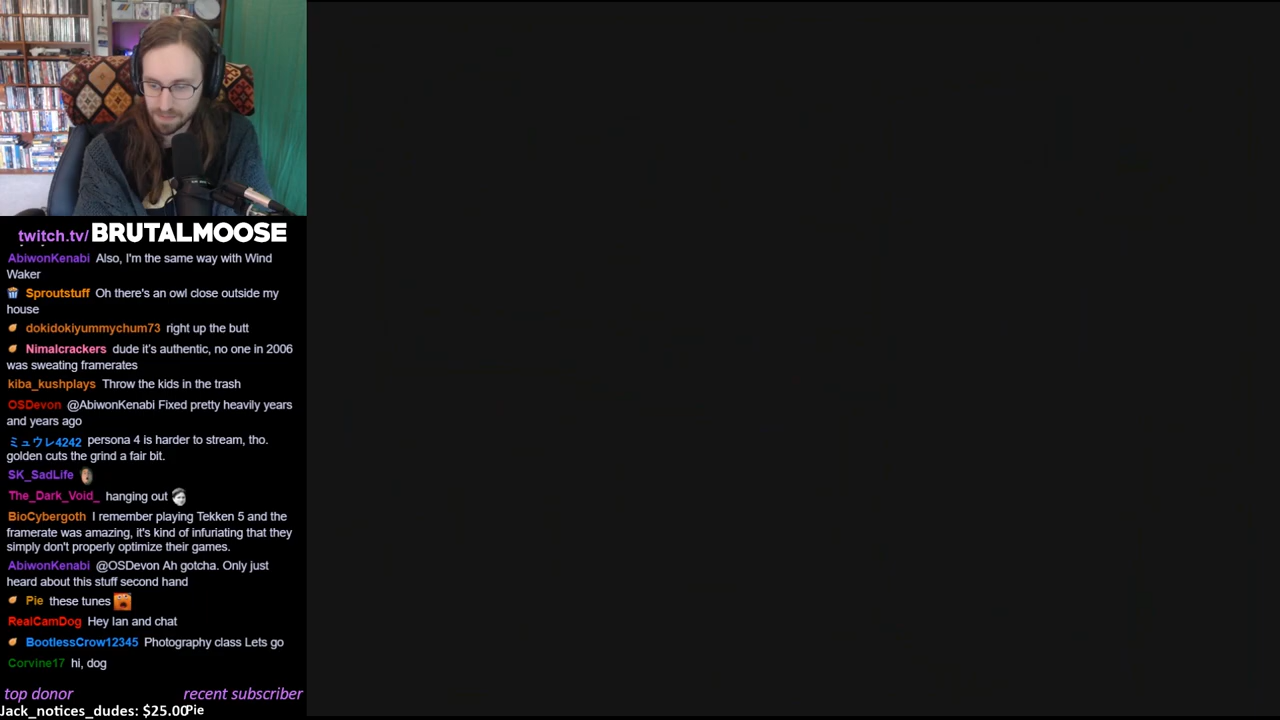 twitch.tv/BRUTALMOOSE
AbiwonKenabi Also, I'm the same way with Wind
Waker
Sproutstuff Oh there's an owl close outside my
house
dokidokiyummychum73 right up the butt
Nimalcrackers dude it's authentic, no one in 2006
was sweating framerates
kiba_kushplays Throw the kids in the trash
OSDevon @AbiwonKenabi Fixed pretty heavily years
and years ago
ミュウレ4242 persona 4 is harder to stream, tho.
golden cuts the grind a fair bit.
SK_SadLife
The_Dark_Void_ hanging out
BioCybergoth I remember playing Tekken 5 and the
framerate was amazing, it's kind of infuriating that they
simply don't properly optimize their games.
AbiwonKenabi @OSDevon Ah gotcha. Only just
heard about this stuff second hand
Pie these tunes
RealCamDog Hey Ian and chat
BootlessCrow12345 Photography class Lets go
Corvine17 hi, dog
top donor recent subscriber
Jack_notices_dudes: $25.00 Pie